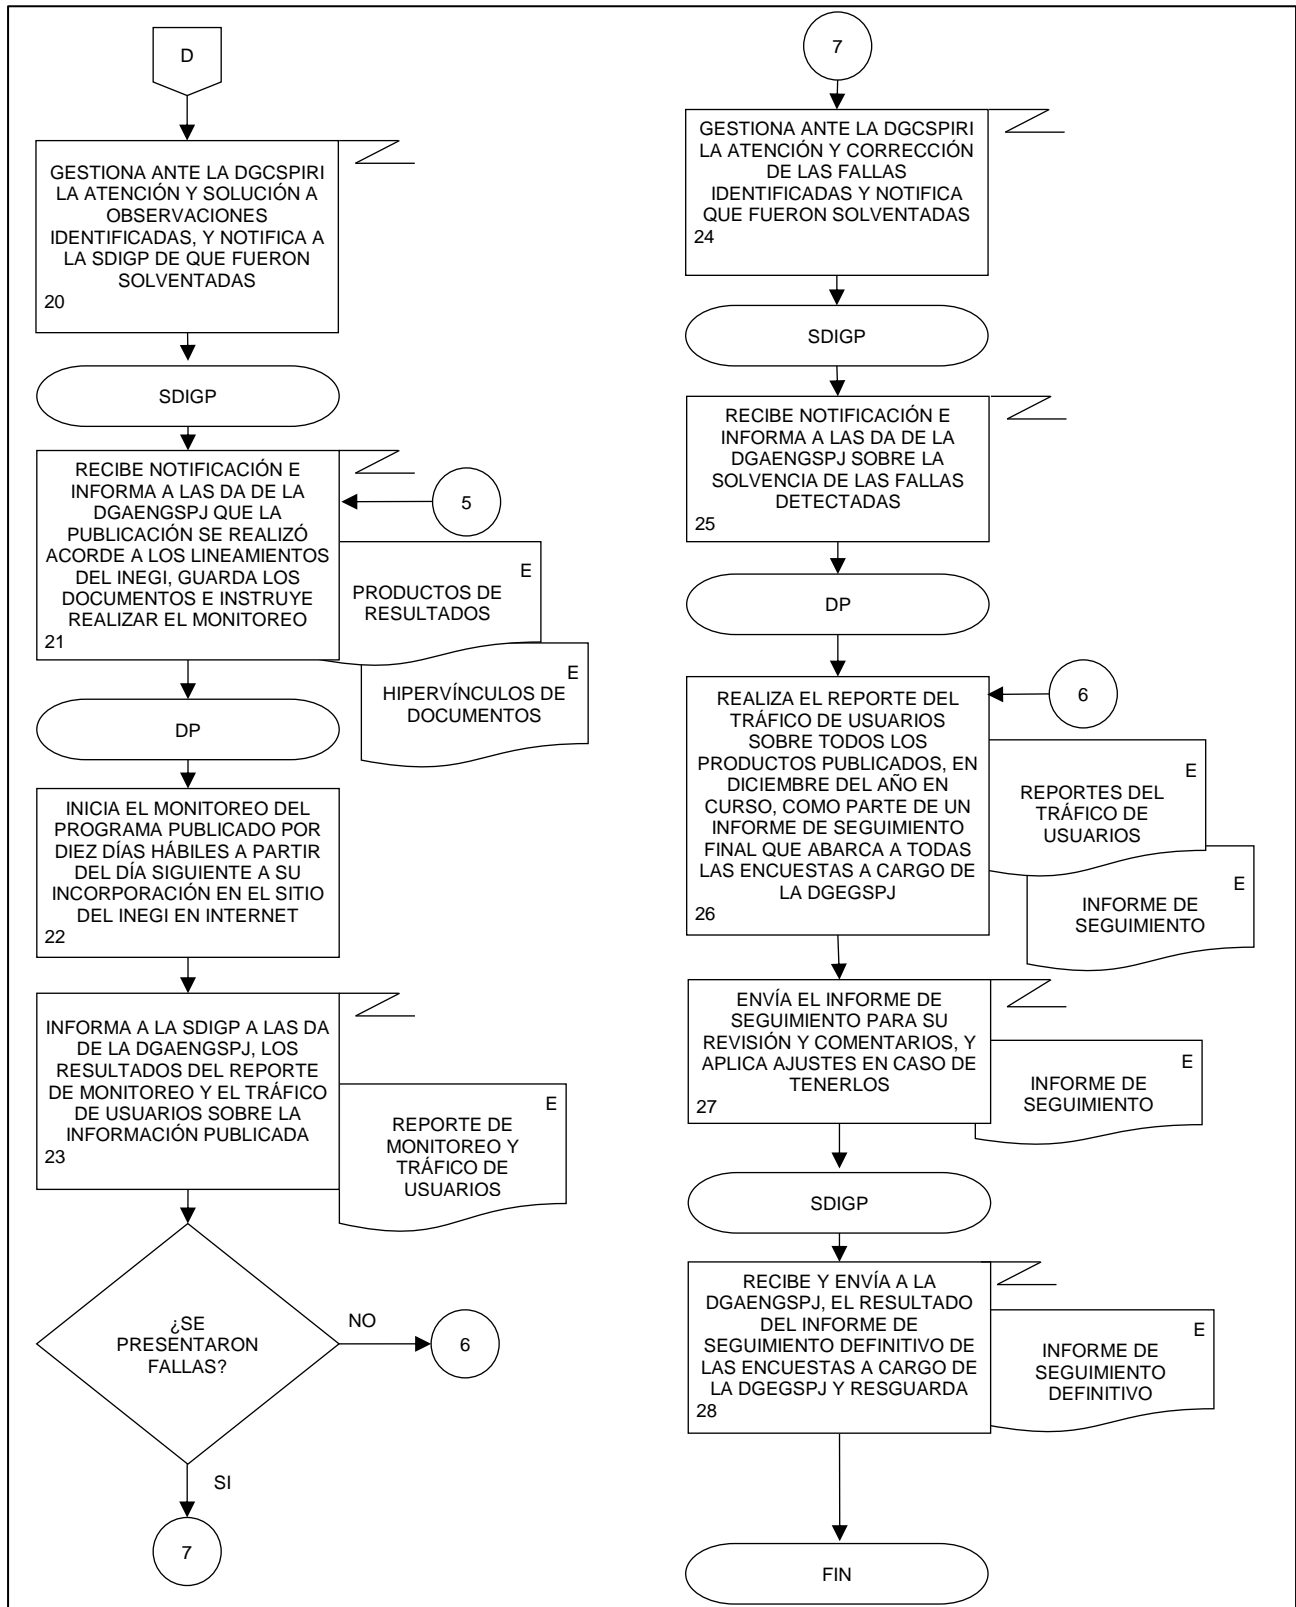 D
GESTIONA ANTE LA DGCSPIRI
LA ATENCIÓN Y SOLUCIÓN A
OBSERVACIONES
IDENTIFICADAS, Y NOTIFICA A
LA SDIGP DE QUE FUERON
SOLVENTADAS
20
SDIGP
RECIBE NOTIFICACIÓN E
INFORMA A LAS DA DE LA
DGAENGSPJ QUE LA
PUBLICACIÓN SE REALIZÓ
ACORDE A LOS LINEAMIENTOS
DEL INEGI, GUARDA LOS
DOCUMENTOS E INSTRUYE
REALIZAR EL MONITOREO
21
5
E
PRODUCTOS DE
RESULTADOS
E
HIPERVÍNCULOS DE
DOCUMENTOS
DP
INICIA EL MONITOREO DEL
PROGRAMA PUBLICADO POR
DIEZ DÍAS HÁBILES A PARTIR
DEL DÍA SIGUIENTE A SU
INCORPORACIÓN EN EL SITIO
DEL INEGI EN INTERNET
22
INFORMA A LA SDIGP A LAS DA
DE LA DGAENGSPJ, LOS
RESULTADOS DEL REPORTE
DE MONITOREO Y EL TRÁFICO
DE USUARIOS SOBRE LA
INFORMACIÓN PUBLICADA
23
E
REPORTE DE
MONITOREO Y
TRÁFICO DE
USUARIOS
¿SE
PRESENTARON
FALLAS?
NO
6
SI
7
7
GESTIONA ANTE LA DGCSPIRI
LA ATENCIÓN Y CORRECCIÓN
DE LAS FALLAS
IDENTIFICADAS Y NOTIFICA
QUE FUERON SOLVENTADAS
24
SDIGP
RECIBE NOTIFICACIÓN E
INFORMA A LAS DA DE LA
DGAENGSPJ SOBRE LA
SOLVENCIA DE LAS FALLAS
DETECTADAS
25
DP
REALIZA EL REPORTE DEL
TRÁFICO DE USUARIOS
SOBRE TODOS LOS
PRODUCTOS PUBLICADOS, EN
DICIEMBRE DEL AÑO EN
CURSO, COMO PARTE DE UN
INFORME DE SEGUIMIENTO
FINAL QUE ABARCA A TODAS
LAS ENCUESTAS A CARGO DE
LA DGEGSPJ
26
6
E
REPORTES DEL
TRÁFICO DE
USUARIOS
E
INFORME DE
SEGUIMIENTO
ENVÍA EL INFORME DE
SEGUIMIENTO PARA SU
REVISIÓN Y COMENTARIOS, Y
APLICA AJUSTES EN CASO DE
TENERLOS
27
E
INFORME DE
SEGUIMIENTO
SDIGP
RECIBE Y ENVÍA A LA
DGAENGSPJ, EL RESULTADO
DEL INFORME DE
SEGUIMIENTO DEFINITIVO DE
LAS ENCUESTAS A CARGO DE
LA DGEGSPJ Y RESGUARDA
28
E
INFORME DE
SEGUIMIENTO
DEFINITIVO
FIN